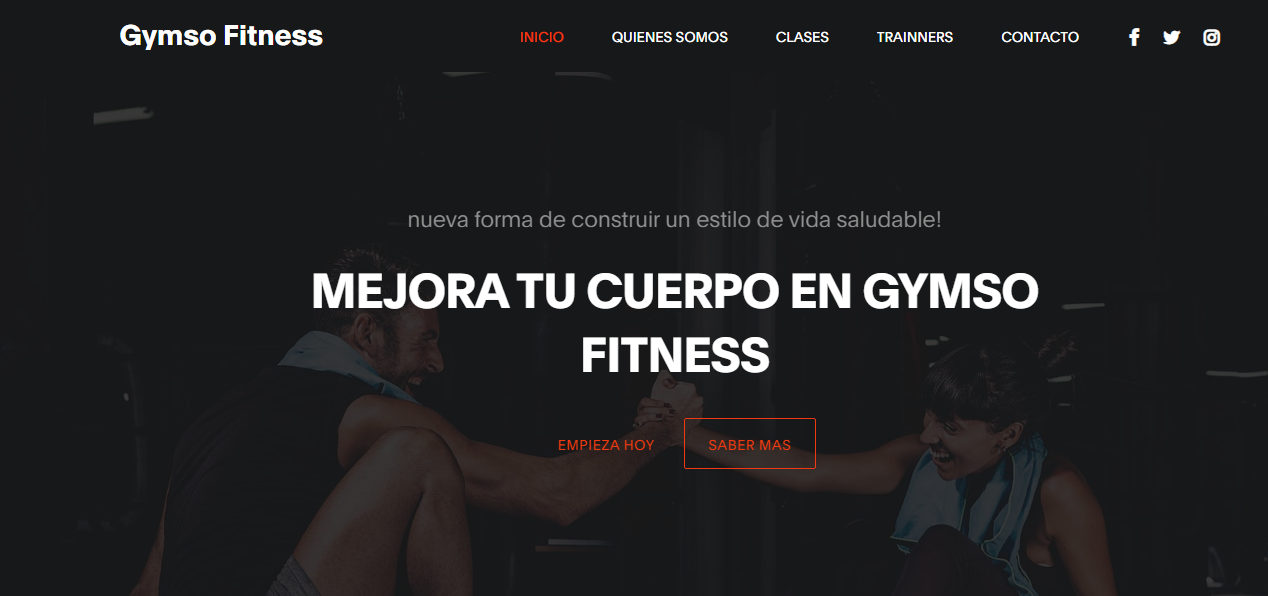 Gymso Fitness
INICIO QUIENES SOMOS CLASES TRAINNERS CONTACTO
nueva forma de construir un estilo de vida saludable!
MEJORA TU CUERPO EN GYMSO
FITNESS
EMPIEZA HOY SABER MAS